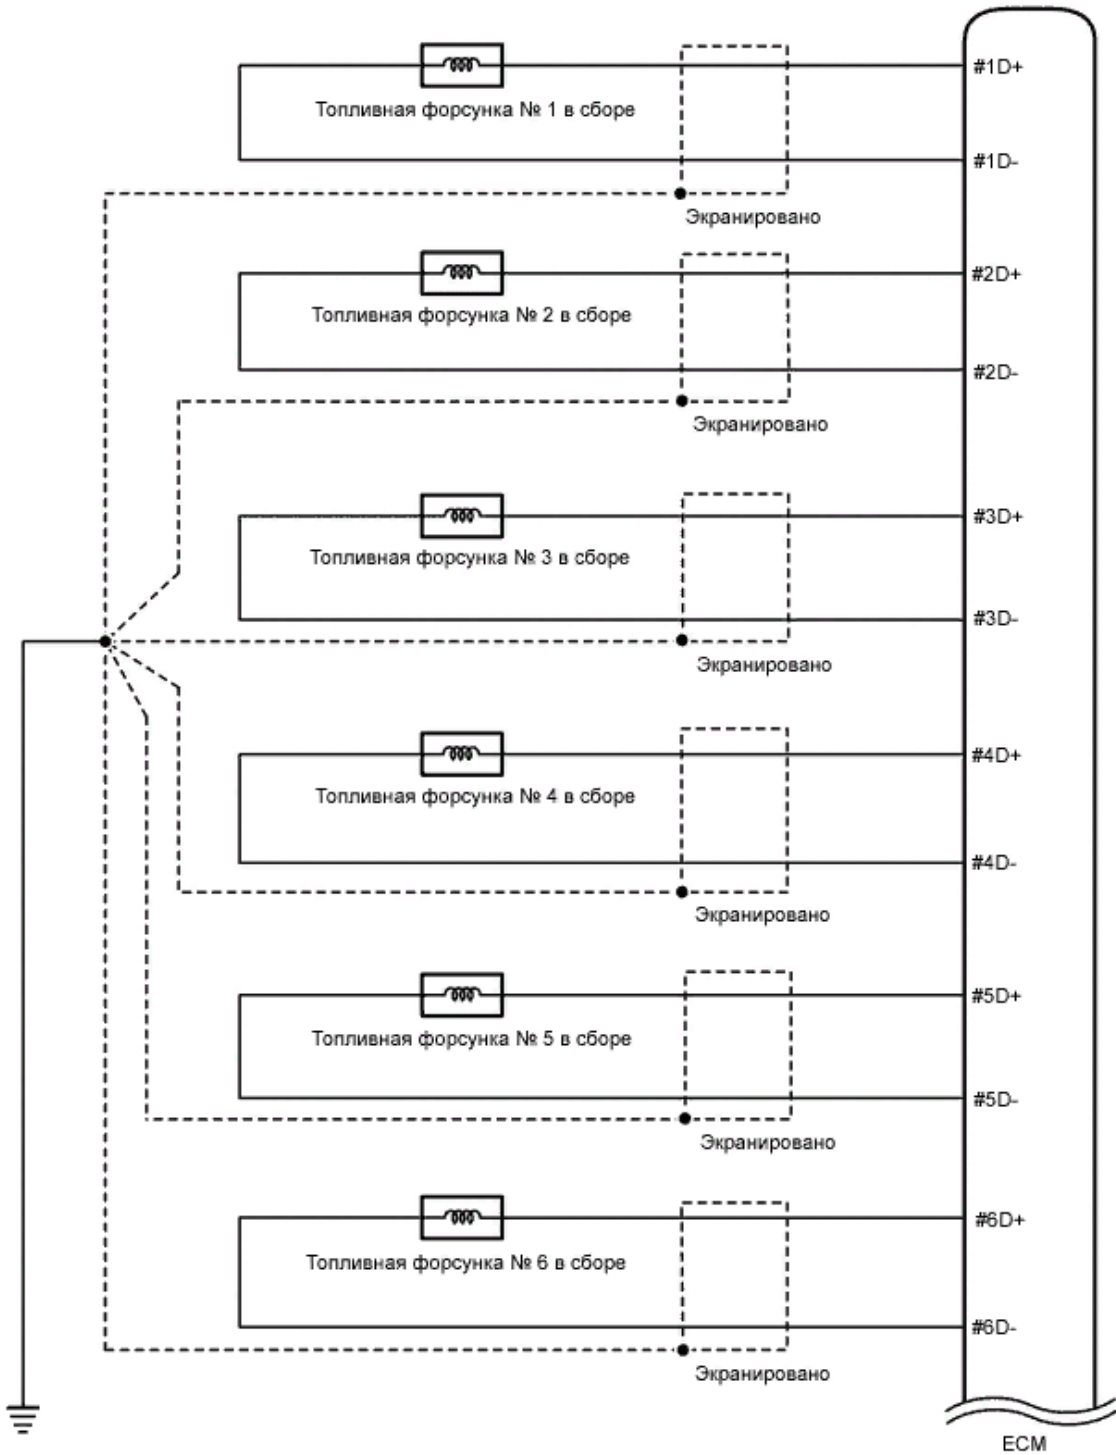 #1D+
Топливная форсунка № 1 в сборе
#1D-
Экранировано
#2D+
Топливная форсунка № 2 в сборе
#2D-
Экранировано
#3D+
Топливная форсунка № 3 в сборе
#3D-
Экранировано
#4D+
Топливная форсунка № 4 в сборе
#4D-
Экранировано
#5D+
Топливная форсунка № 5 в сборе
#5D-
Экранировано
#6D+
Топливная форсунка № 6 в сборе
#6D-
Экранировано
ECM